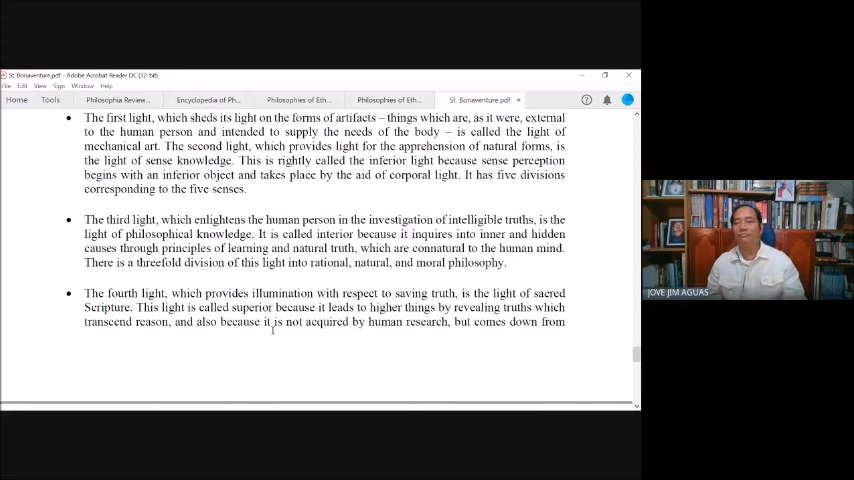 St. Bonaventure.pdf - Adobe Acrobat Reader DC (32-bit)
File Edit View Sign Window Help
Home Tools Philosophia Review... Encyclopedia of Ph... Philosophies of Eth... Philosophies of Eth... St. Bonaventure.pdf ×
• The first light, which sheds its light on the forms of artifacts – things which are, as it were, external
to the human person and intended to supply the needs of the body – is called the light of
mechanical art. The second light, which provides light for the apprehension of natural forms, is
the light of sense knowledge. This is rightly called the inferior light because sense perception
begins with an inferior object and takes place by the aid of corporal light. It has five divisions
corresponding to the five senses.
• The third light, which enlightens the human person in the investigation of intelligible truths, is the
light of philosophical knowledge. It is called interior because it inquires into inner and hidden
causes through principles of learning and natural truth, which are connatural to the human mind.
There is a threefold division of this light into rational, natural, and moral philosophy.
• The fourth light, which provides illumination with respect to saving truth, is the light of sacred
Scripture. This light is called superior because it leads to higher things by revealing truths which
transcend reason, and also because it is not acquired by human research, but comes down from
JOVE JIM AGUAS